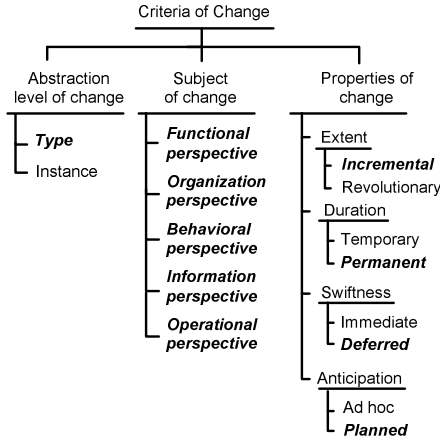 Criteria of Change
Abstraction
level of change
Type
Instance
Subject
of change
Functional
perspective
Organization
perspective
Behavioral
perspective
Information
perspective
Operational
perspective
Properties of
change
Extent
Incremental
Revolutionary
Duration
Temporary
Permanent
Swiftness
Immediate
Deferred
Anticipation
Ad hoc
Planned